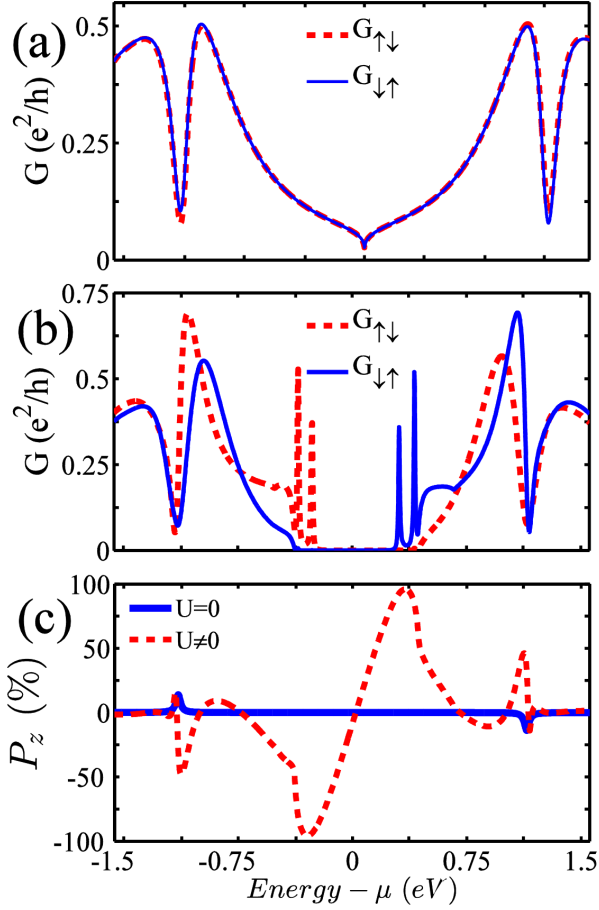 (a)
G↑↓
G↓↑
G (e²/h)
0.5
0.25
0
(b)
G↑↓
G↓↑
G (e²/h)
0.75
0.5
0.25
0
(c)
U=0
U≠0
P_z (%)
100
50
0
-50
-100
-1.5 -0.75 0 0.75 1.5
Energy − μ (eV)